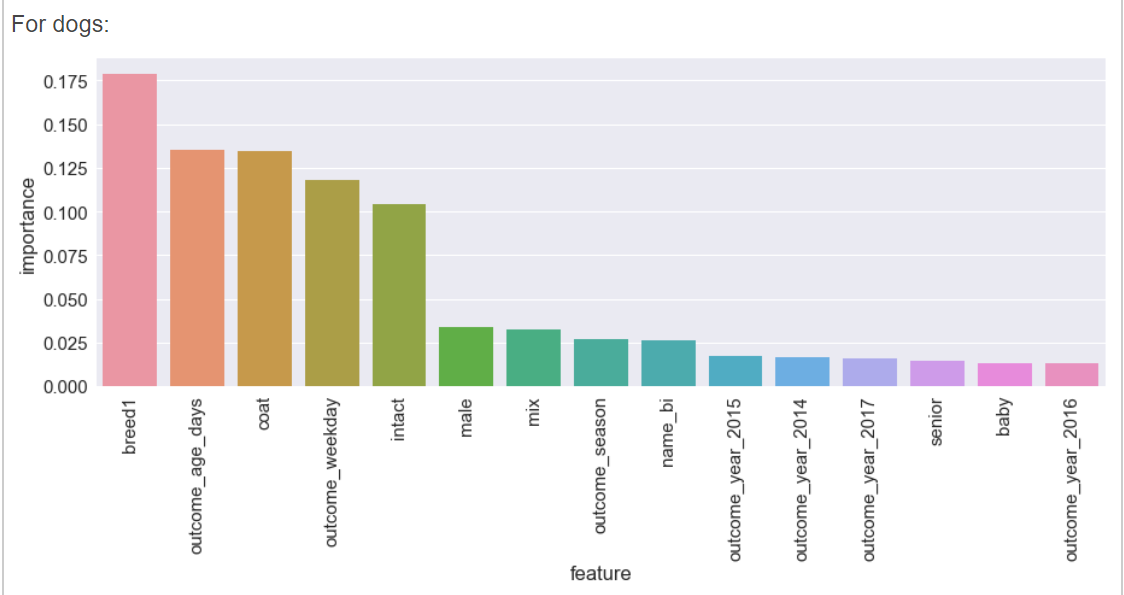 For dogs:
0.175
0.150
0.125
0.100
0.075
0.050
0.025
0.000
importance
breed1
outcome_age_days
coat
outcome_weekday
intact
male
mix
outcome_season
name_bi
outcome_year_2015
outcome_year_2014
outcome_year_2017
senior
baby
outcome_year_2016
feature